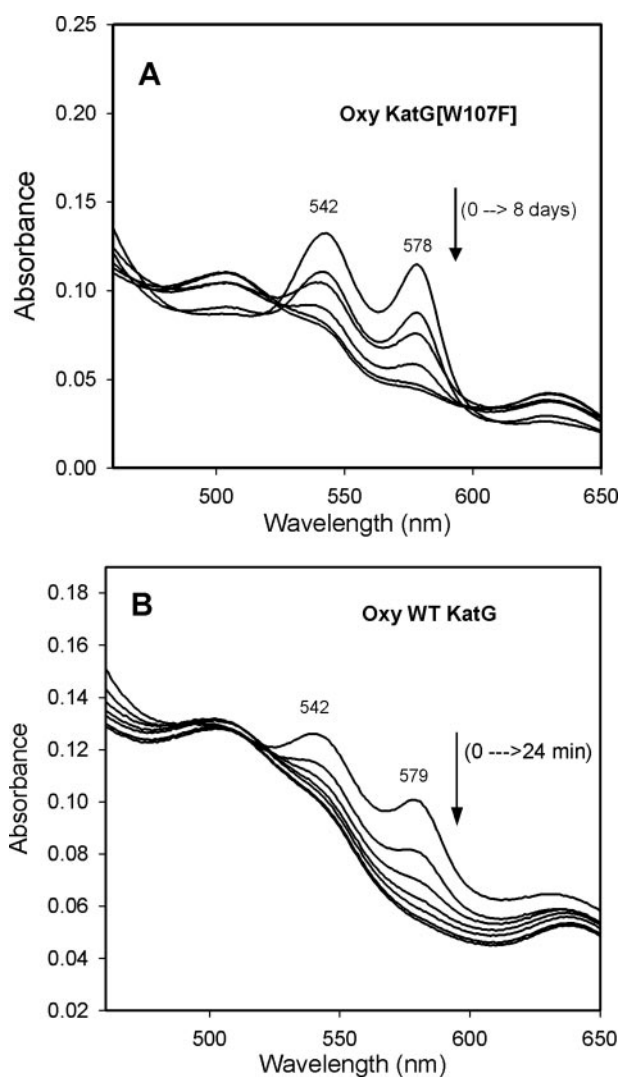 A
Oxy KatG[W107F]
(0 --> 8 days)
542
578
0.25
0.20
0.15
0.10
0.05
0.00
Absorbance
500
550
600
650
Wavelength (nm)
B
Oxy WT KatG
(0 --->24 min)
542
579
0.18
0.16
0.14
0.12
0.10
0.08
0.06
0.04
0.02
Absorbance
500
550
600
650
Wavelength (nm)